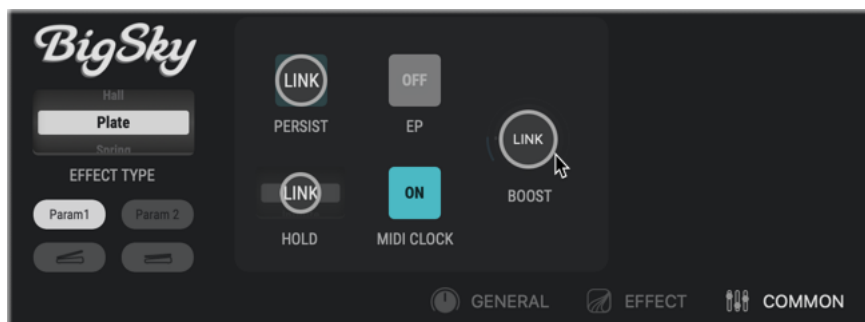 BigSky
Hall
Plate
Spring
EFFECT TYPE
Param1
Param 2
LINK
PERSIST
OFF
EP
LINK
HOLD
ON
MIDI CLOCK
LINK
BOOST
GENERAL
EFFECT
COMMON